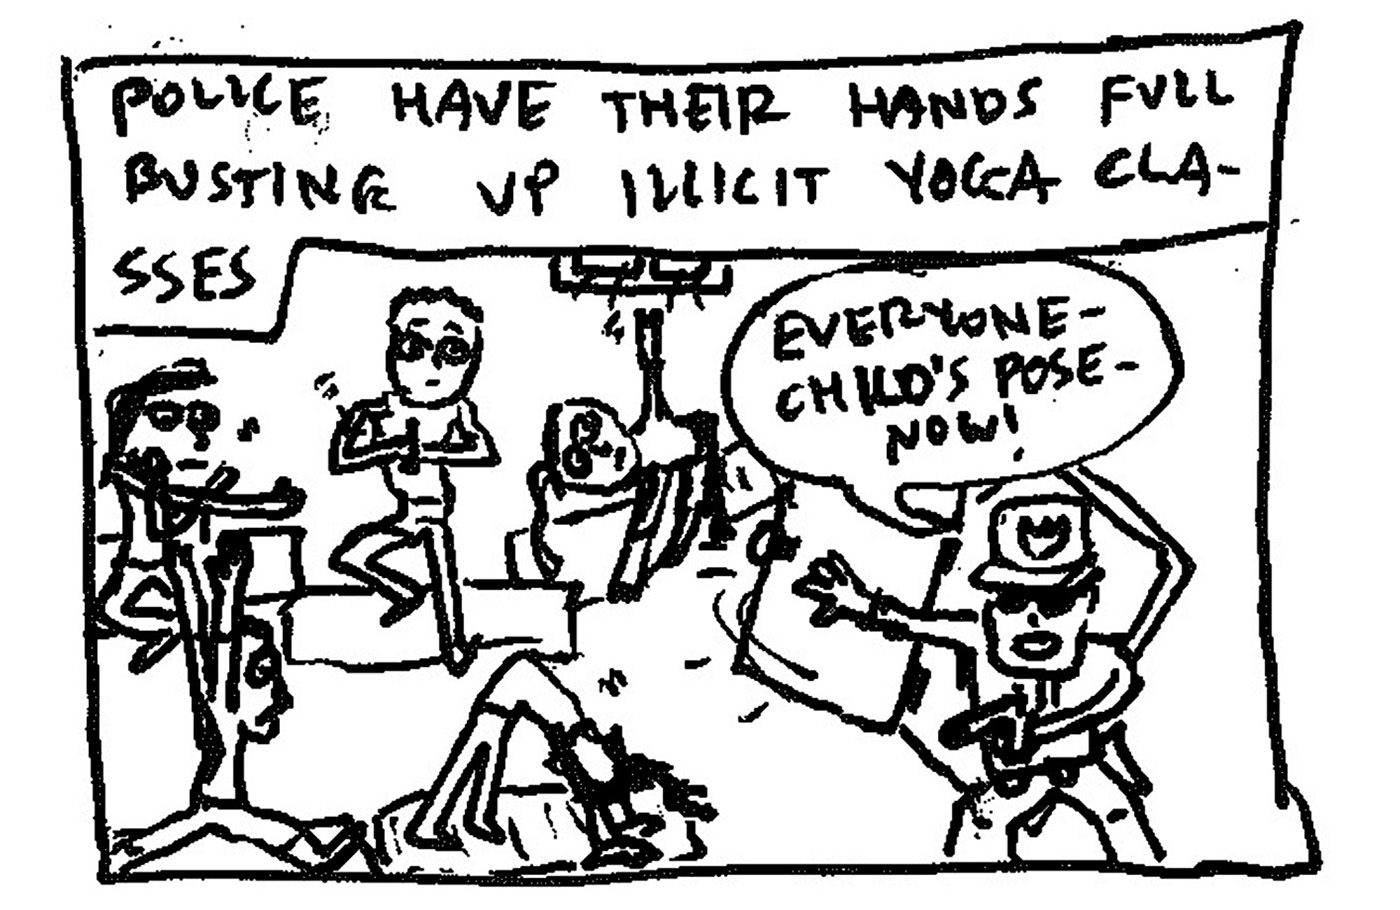 POLICE HAVE THEIR HANDS FULL
BUSTING UP ILLICIT YOGA CLA-
SSES
EVERYONE-
CHILD'S POSE-
NOW!